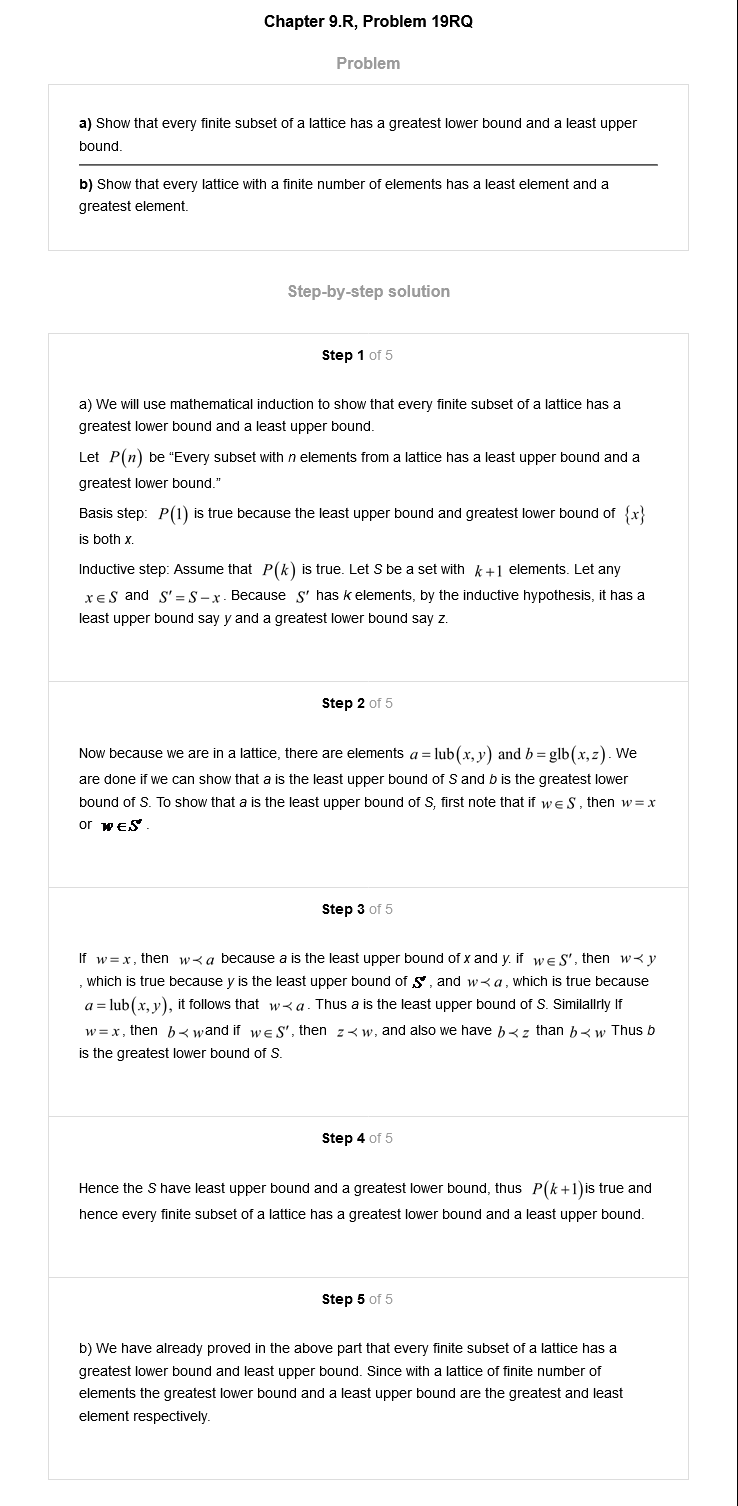 Chapter 9.R, Problem 19RQ
Problem
a) Show that every finite subset of a lattice has a greatest lower bound and a least upper
bound.
b) Show that every lattice with a finite number of elements has a least element and a
greatest element.
Step-by-step solution
Step 1 of 5
a) We will use mathematical induction to show that every finite subset of a lattice has a
greatest lower bound and a least upper bound.
Let P(n) be “Every subset with n elements from a lattice has a least upper bound and a
greatest lower bound.”
Basis step: P(1) is true because the least upper bound and greatest lower bound of {x}
is both x.
Inductive step: Assume that P(k) is true. Let S be a set with k+1 elements. Let any
x∈S and S′=S−x. Because S′ has k elements, by the inductive hypothesis, it has a
least upper bound say y and a greatest lower bound say z.
Step 2 of 5
Now because we are in a lattice, there are elements a=lub(x,y) and b=glb(x,z). We
are done if we can show that a is the least upper bound of S and b is the greatest lower
bound of S. To show that a is the least upper bound of S, first note that if w∈S, then w=x
or w∈S′.
Step 3 of 5
If w=x, then w≺a because a is the least upper bound of x and y. if w∈S′, then w≺y
, which is true because y is the least upper bound of S′, and w≺a, which is true because
a=lub(x,y), it follows that w≺a. Thus a is the least upper bound of S. Similallrly If
w=x, then b≺w and if w∈S′, then z≺w, and also we have b≺z than b≺w Thus b
is the greatest lower bound of S.
Step 4 of 5
Hence the S have least upper bound and a greatest lower bound, thus P(k+1)is true and
hence every finite subset of a lattice has a greatest lower bound and a least upper bound.
Step 5 of 5
b) We have already proved in the above part that every finite subset of a lattice has a
greatest lower bound and least upper bound. Since with a lattice of finite number of
elements the greatest lower bound and a least upper bound are the greatest and least
element respectively.